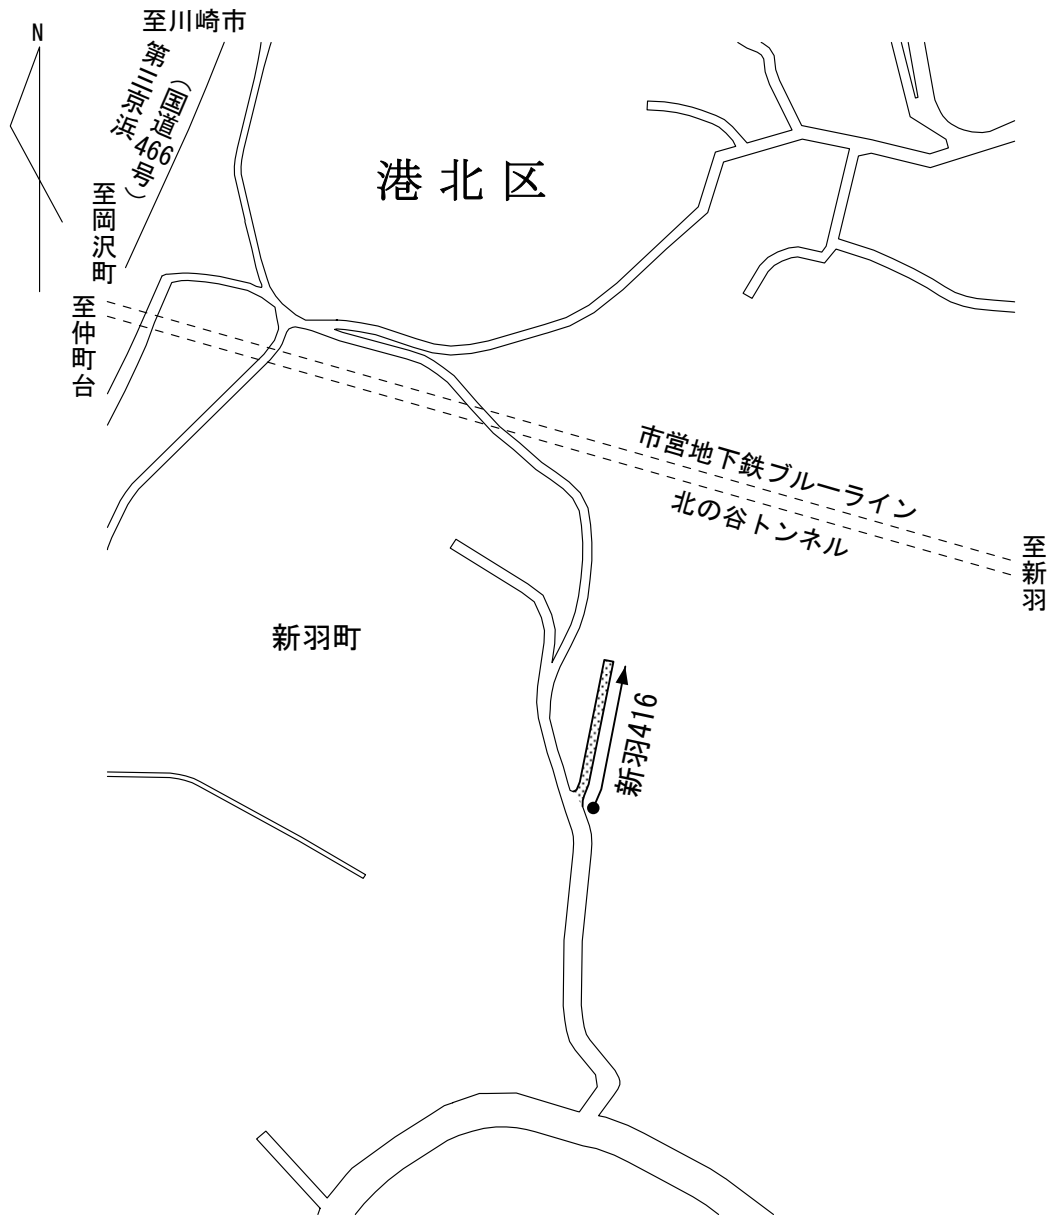 N
至川崎市
第三京浜
（国道466号）
至岡沢町
港北区
至仲町台
市営地下鉄ブルーライン
北の谷トンネル
至新羽
新羽町
新羽416